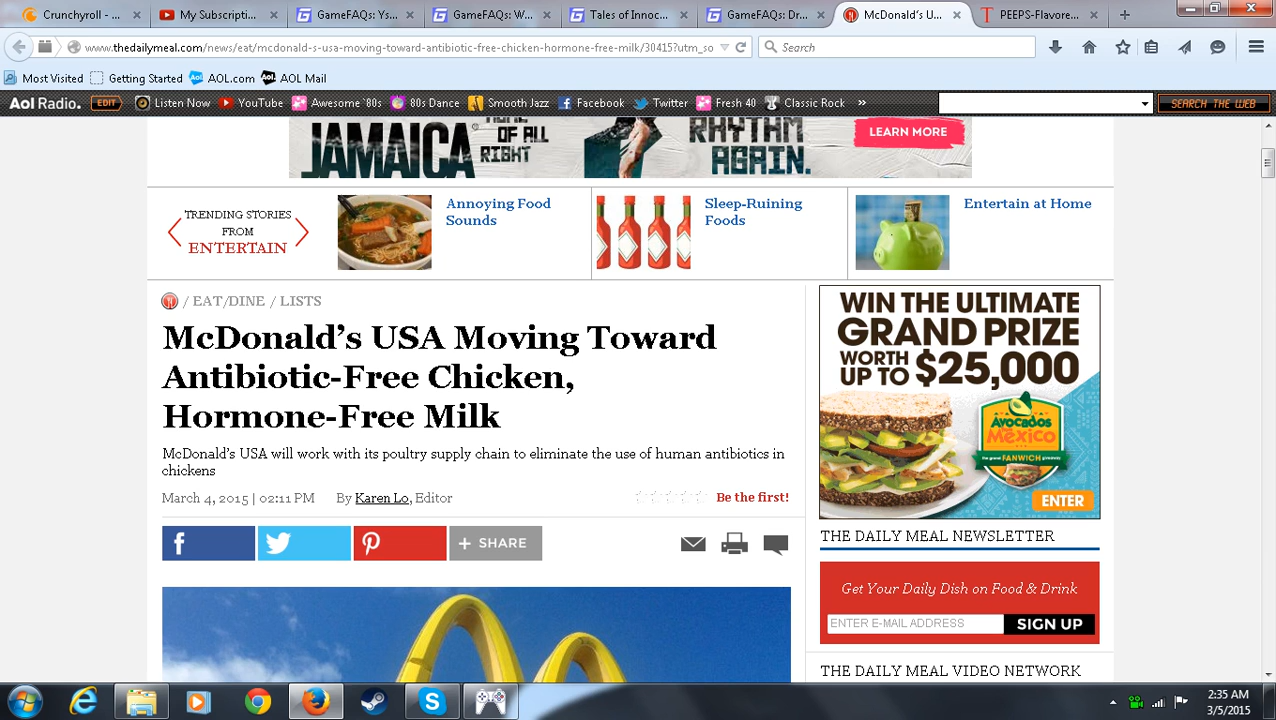 Crunchyroll - ...
My Subscripti...
GameFAQs: Ys...
GameFAQs: W...
Tales of Innoc...
GameFAQs: Dr...
McDonald's U...
PEEPS-Flavore...
www.thedailymeal.com/news/eat/mcdonald-s-usa-moving-toward-antibiotic-free-chicken-hormone-free-milk/30415?utm_so
Search
Most Visited
Getting Started
AOL.com
AOL Mail
Aol Radio.
EDIT
Listen Now
YouTube
Awesome '80s
80s Danc
Smooth Jazz
Facebook
Twitter
Fresh 40
Classic Rock
»
SEARCH THE WEB
JAMAICA
OF ALL
RIGHT
RHYTHM
AGAIN.
LEARN MORE
TRENDING STORIES
FROM
ENTERTAIN
Annoying Food
Sounds
Sleep-Ruining
Foods
Entertain at Home
/ EAT/DINE / LISTS
McDonald's USA Moving Toward
Antibiotic-Free Chicken,
Hormone-Free Milk
McDonald's USA will work with its poultry supply chain to eliminate the use of human antibiotics in
chickens
March 4, 2015 | 02:11 PM By Karen Lo, Editor
Be the first!
+ SHARE
WIN THE ULTIMATE
GRAND PRIZE
WORTH
UP TO $25,000
Avocados
from
Mexico
FANWICH
ENTER
THE DAILY MEAL NEWSLETTER
Get Your Daily Dish on Food & Drink
ENTER E-MAIL ADDRESS
SIGN UP
THE DAILY MEAL VIDEO NETWORK
2:35 AM
3/5/2015